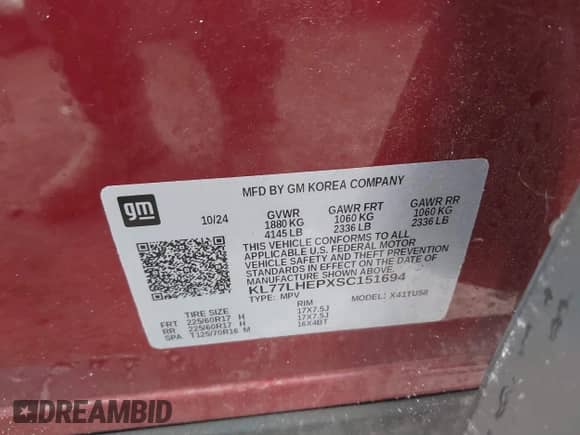 MFD BY GM KOREA COMPANY
gm
10/24 GVWR GAWR FRT GAWR RR
1880 KG 1060 KG 1060 KG
4145 LB 2336 LB 2336 LB
THIS VEHICLE CONFORMS TO ALL
APPLICABLE U.S. FEDERAL MOTOR
VEHICLE SAFETY AND THEFT PREVENTION
STANDARDS IN EFFECT ON THE DATE OF
MANUFACTURE SHOWN ABOVE.
KL77LHEPXSC151694
TYPE: MPV MODEL: X41TU58
TIRE SIZE RIM
FRT 225/60R17 H 17X7.5J
RR 225/60R17 H 17X7.5J
SPA T125/70R16 M 16X4BT
DREAMBID